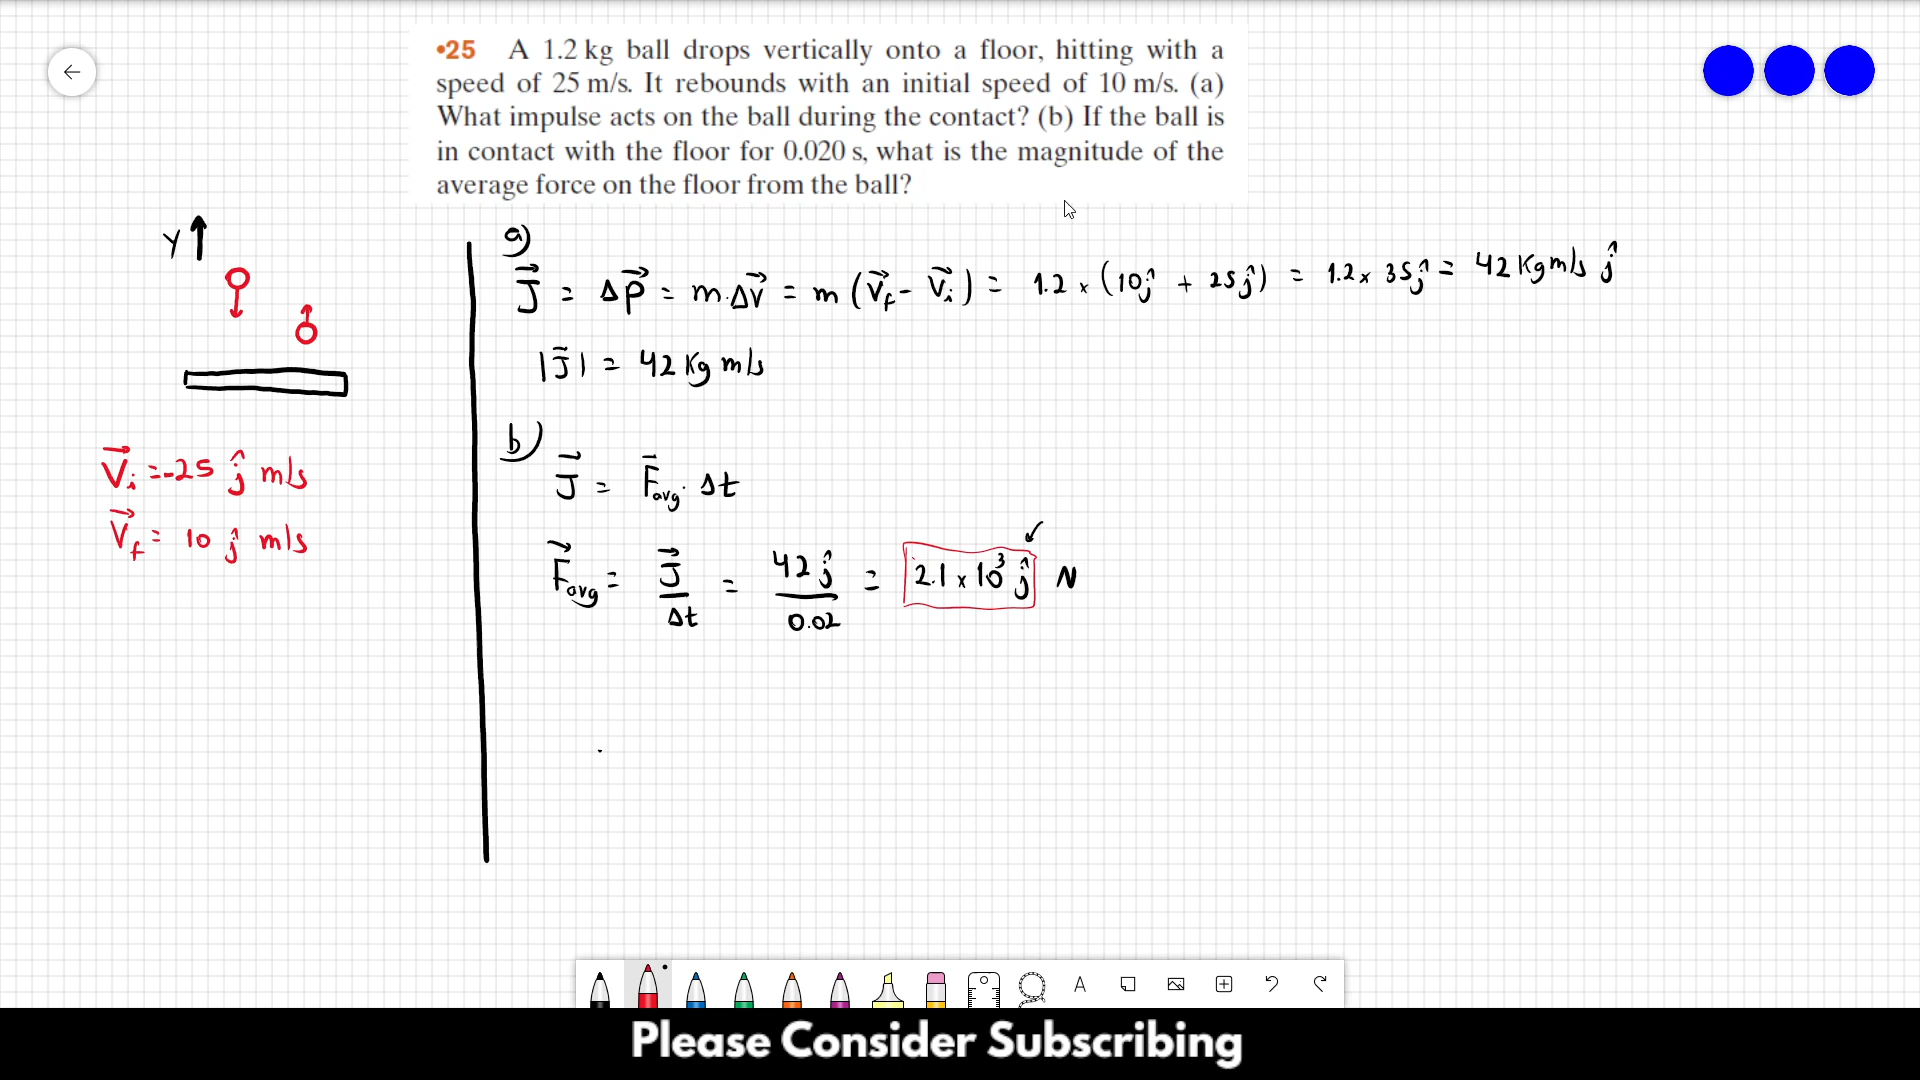 •25 A 1.2 kg ball drops vertically onto a floor, hitting with a
speed of 25 m/s. It rebounds with an initial speed of 10 m/s. (a)
What impulse acts on the ball during the contact? (b) If the ball is
in contact with the floor for 0.020 s, what is the magnitude of the
average force on the floor from the ball?
Y
V⃗i = -25 ĵ m/s
V⃗f = 10 ĵ m/s
a)
J⃗ = ΔP⃗ = m.ΔV⃗ = m (V⃗f - V⃗i) = 1.2 × (10ĵ + 25ĵ) = 1.2 × 35ĵ = 42 Kg m/s ĵ
|J⃗| = 42 Kg m/s
b)
J⃗ = F⃗avg . Δt
F⃗avg = J⃗/Δt = 42ĵ/0.02 = 2.1 × 10³ ĵ N
A
Please Consider Subscribing